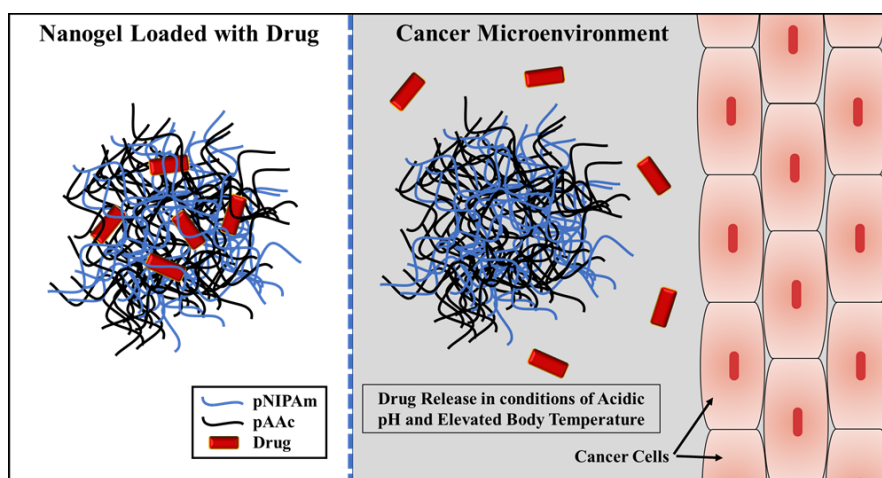 Nanogel Loaded with Drug
Cancer Microenvironment
pNIPAm
pAAc
Drug
Drug Release in conditions of Acidic
pH and Elevated Body Temperature
Cancer Cells